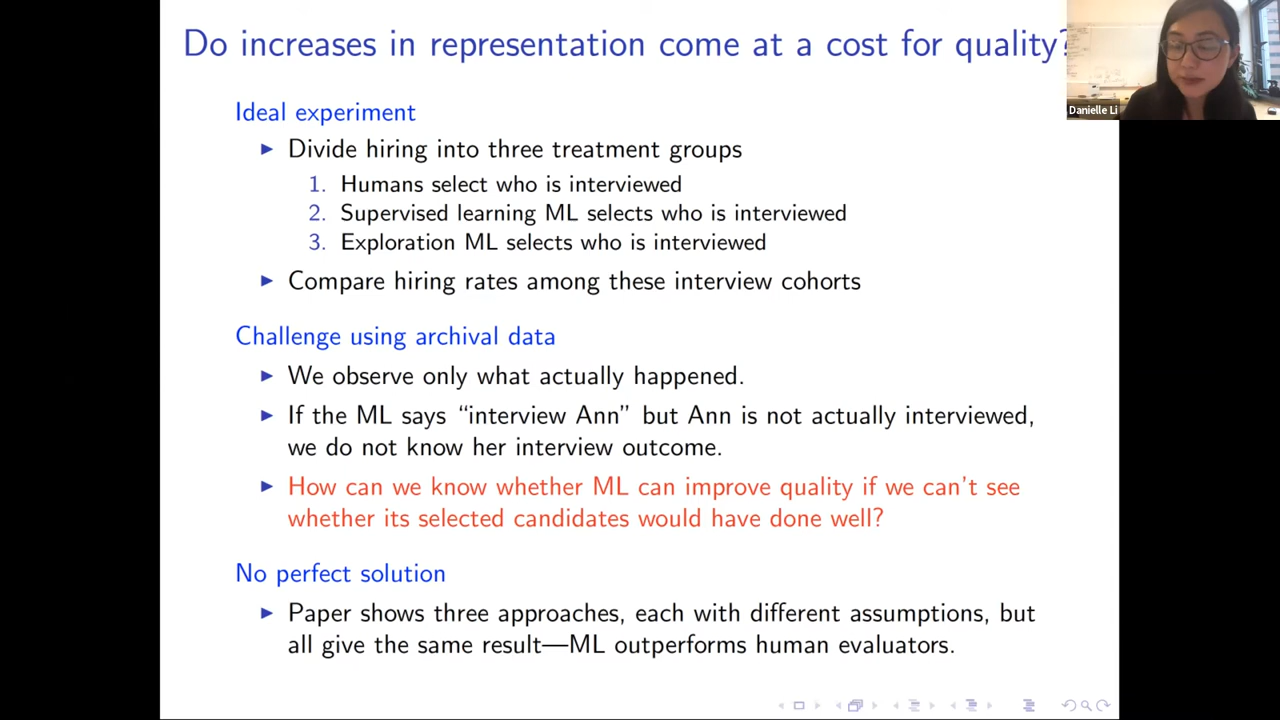 Do increases in representation come at a cost for quality?
Danielle Li
Ideal experiment
Divide hiring into three treatment groups
1. Humans select who is interviewed
2. Supervised learning ML selects who is interviewed
3. Exploration ML selects who is interviewed
Compare hiring rates among these interview cohorts
Challenge using archival data
We observe only what actually happened.
If the ML says “interview Ann” but Ann is not actually interviewed,
we do not know her interview outcome.
How can we know whether ML can improve quality if we can't see
whether its selected candidates would have done well?
No perfect solution
Paper shows three approaches, each with different assumptions, but
all give the same result—ML outperforms human evaluators.